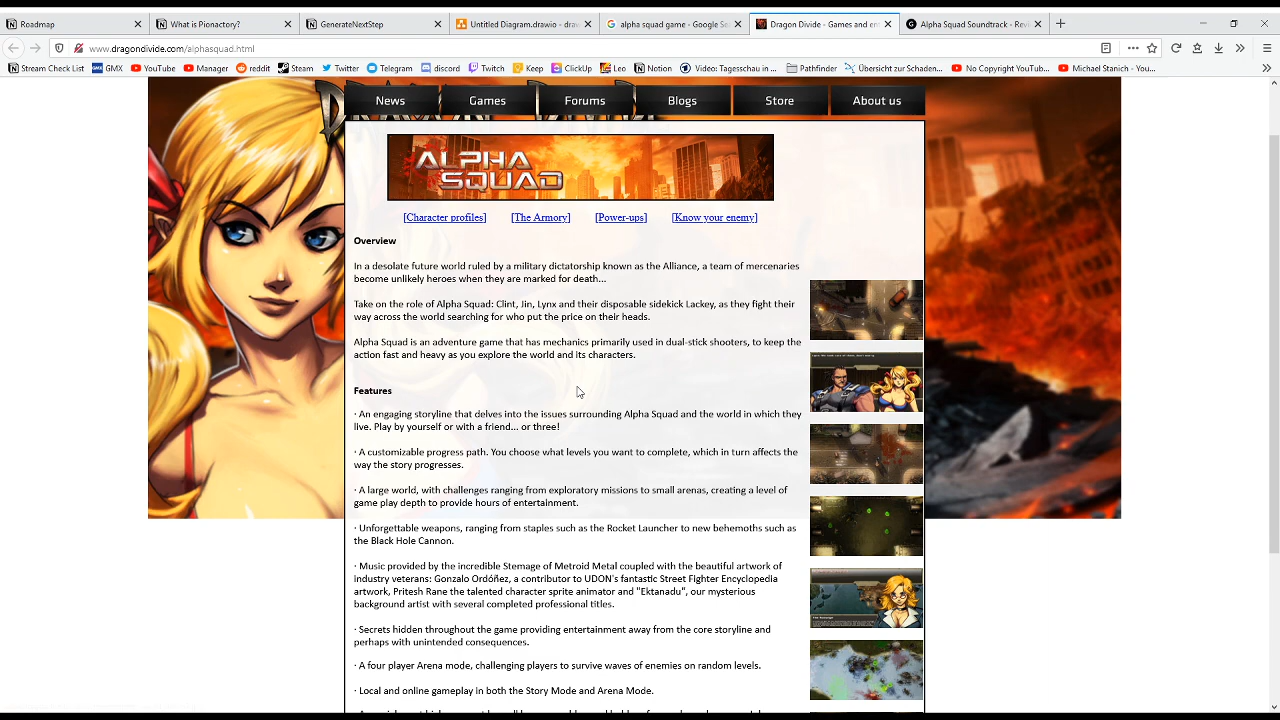 Roadmap
What is Pionactory?
GenerateNextStep
Untitled Diagram.drawio - draw
alpha squad game - Google Se
Dragon Divide - Games and en
Alpha Squad Soundtrack - Rev
www.dragondivide.com/alphasquad.html
Stream Check List
GMX
YouTube
Manager
reddit
Steam
Twitter
Telegram
discord
Twitch
Keep
ClickUp
Leo
Notion
Video: Tagesschau in ...
Pathfinder
Übersicht zur Schaden...
No Copyright YouTub...
Michael Stanich - You...
News
Games
Forums
Blogs
Store
About us
ALPHA
SQUAD
[Character profiles]
[The Armory]
[Power-ups]
[Know your enemy]
Overview
In a desolate future world ruled by a military dictatorship known as the Alliance, a team of mercenaries
become unlikely heroes when they are marked for death...
Take on the role of Alpha Squad: Clint, Jin, Lynx and their disposable sidekick Lackey, as they fight their
way across the world searching for who put the price on their heads.
Alpha Squad is an adventure game that has mechanics primarily used in dual-stick shooters, to keep the
action fast and heavy as you explore the world and its characters.
Features
· An engaging storyline that delves into the issues surrounding Alpha Squad and the world in which they
live. Play by yourself or with a friend... or three!
· A customizable progress path. You choose what levels you want to complete, which in turn affects the
way the story progresses.
· A large world, with challenges ranging from exploratory missions to small arenas, creating a level of
game play depth to provide hours of entertainment.
· Unforgettable weapons, ranging from staples such as the Rocket Launcher to new behemoths such as
the Black Hole Cannon.
· Music provided by the incredible Stemage of Metroid Metal coupled with the beautiful artwork of
industry veterans: Gonzalo Ordóñez, a contributor to UDON's fantastic Street Fighter Encyclopedia
artwork, Pritesh Rane the talented character sprite animator and "Ektanadu", our mysterious
background artist with several completed professional titles.
· Secrets hidden throughout the game providing entertainment away from the core storyline and
perhaps with unintended consequences.
· A four player Arena mode, challenging players to survive waves of enemies on random levels.
· Local and online gameplay in both the Story Mode and Arena Mode.